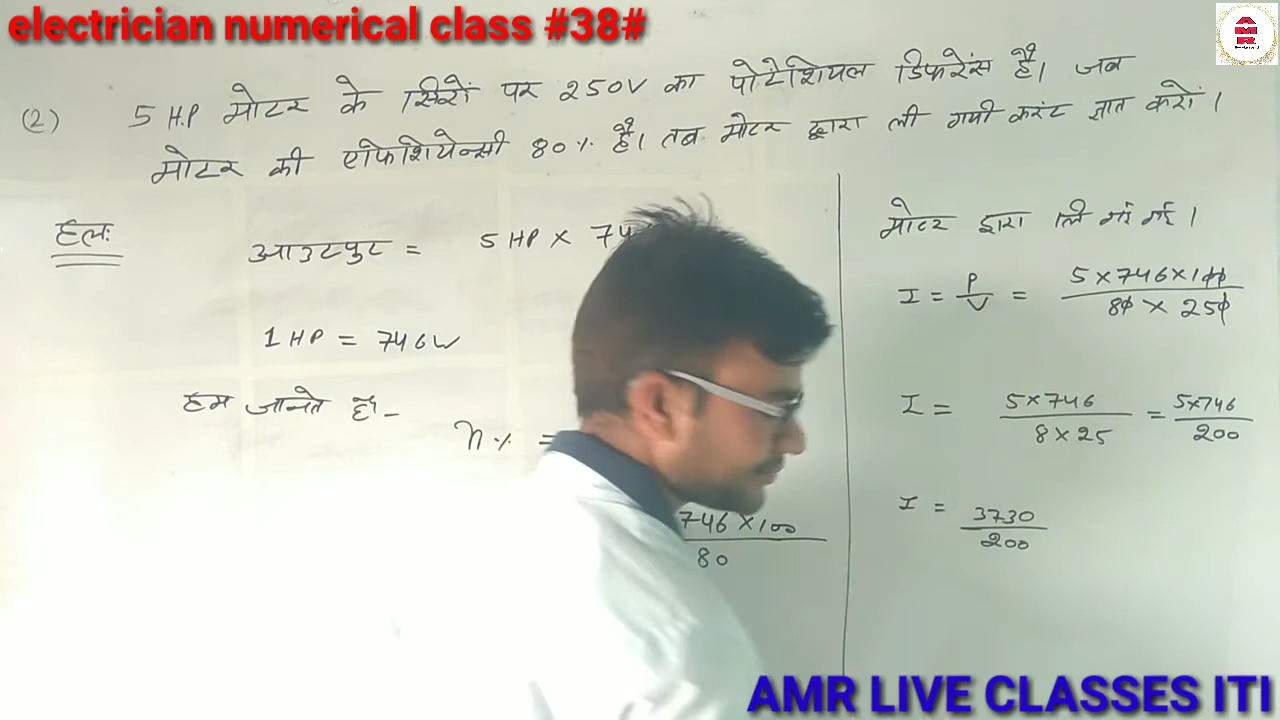 electrician numerical class #38#
AMR
(2) 5 H.P मोटर के सिरों पर 250V का पोटेंशियल डिफरेंस है। जब
मोटर की एफिशियेन्सी 80% है। तब मोटर द्वारा ली गयी करंट ज्ञात करो।
हल:
आउटपुट = 5 HP × 74
1 HP = 746W
हम जानते हैं–
η% =
746 × 100
80
मोटर द्वारा लि गई गई।
I = P/V = 5×746×100 / 80 × 250
I = 5×746 / 8×25 = 5×746 / 200
I = 3730 / 200
AMR LIVE CLASSES ITI